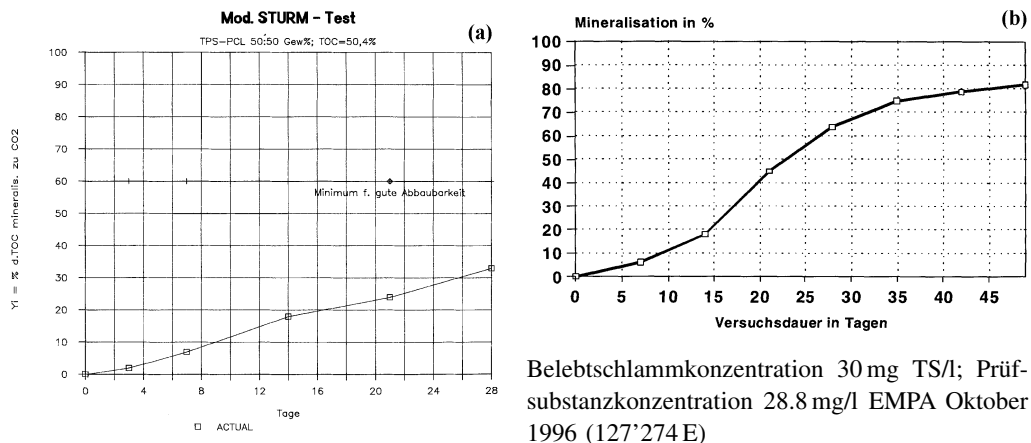 Mod. STURM – Test
(a)
TPS–PCL 50:50 Gew%; TOC=50,4%
YI = % d.TOC mineralis. zu CO2
100
90
80
70
60
50
40
30
20
10
0
Minimum f. gute Abbaubarkeit
0 4 8 12 16 20 24 28
Tage
ACTUAL
(b)
Mineralisation in %
100
90
80
70
60
50
40
30
20
10
0
0 5 10 15 20 25 30 35 40 45
Versuchsdauer in Tagen
Belebtschlammkonzentration 30 mg TS/l; Prüf-
substanzkonzentration 28.8 mg/l EMPA Oktober
1996 (127’274 E)